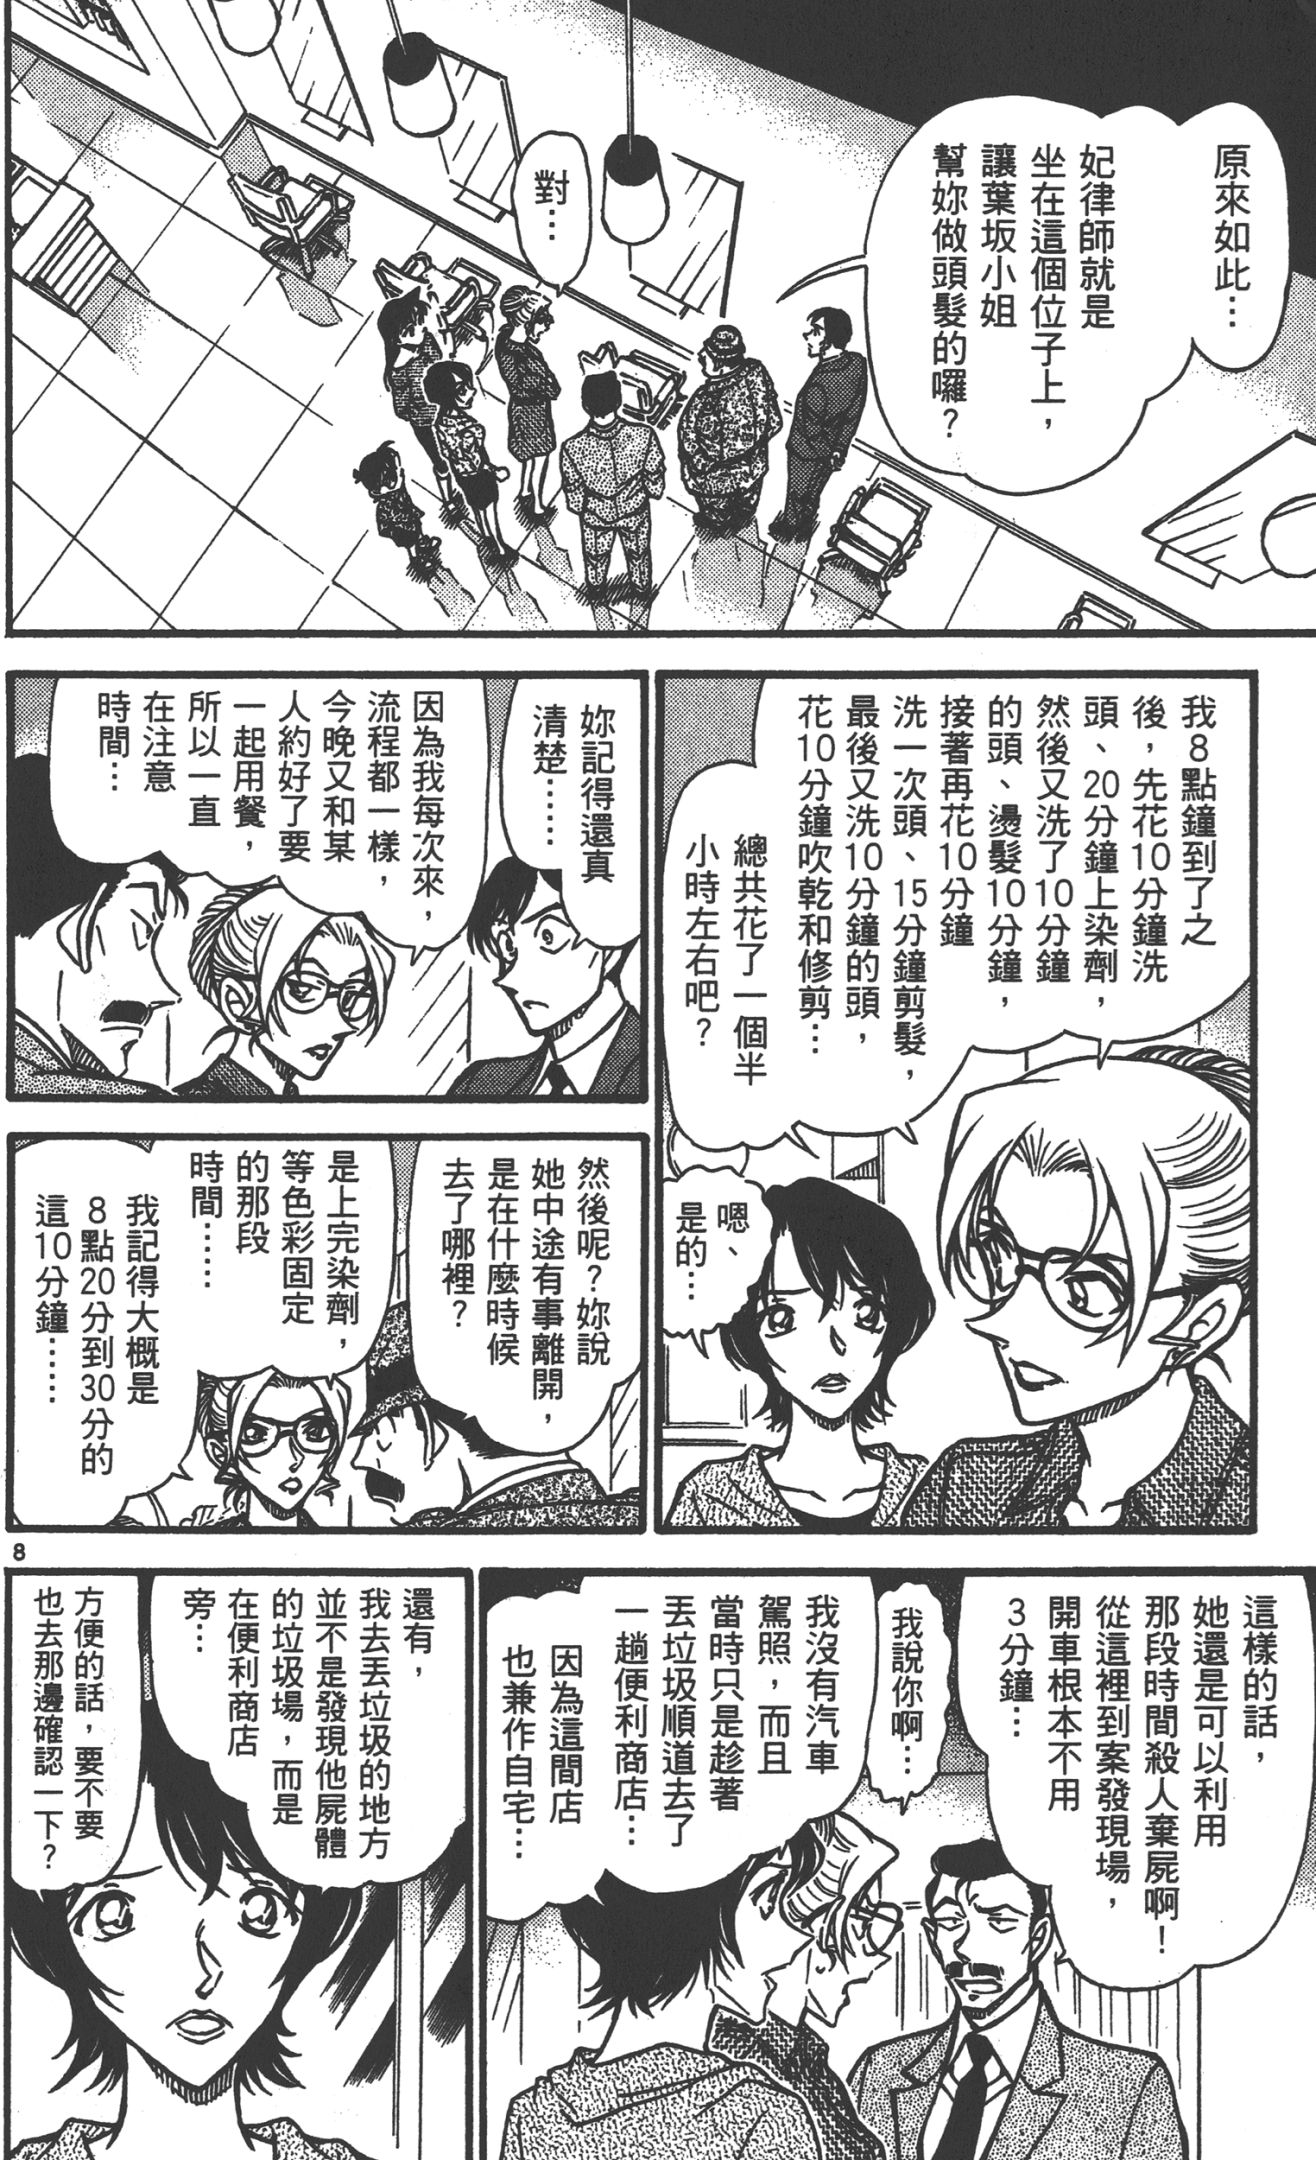 原來如此…
妃律師就是
坐在這個位子上，
讓葉坂小姐
幫妳做頭髮的囉？
對…
我8點鐘到了之
後，先花10分鐘洗
頭、20分鐘上染劑，
然後又洗了10分鐘
的頭、燙髮10分鐘，
接著再花10分鐘
洗一次頭、15分鐘剪髮，
最後又洗10分鐘的頭，
花10分鐘吹乾和修剪…
總共花了一個半
小時左右吧？
嗯、
是的…
妳記得還真
清楚……
因為我每次來，
流程都一樣，
今晚又和某
人約好了要
一起用餐，
所以一直
在注意
時間…
然後呢？妳說
她中途有事離開，
是在什麼時候
去了哪裡？
是上完染劑，
等色彩固定
的那段
時間……
我記得大概是
8點20分到30分的
這10分鐘……
8
這樣的話，
她還是可以利用
那段時間殺人棄屍啊！
從這裡到案發現場，
開車根本不用
3分鐘…
我說你啊…
我沒有汽車
駕照，而且
當時只是趁著
丟垃圾順道去了
一趟便利商店…
因為這間店
也兼作自宅…
還有，
我去丟垃圾的地方
並不是發現他屍體
的垃圾場，而是
在便利商店
旁…
方便的話，要不要
也去那邊確認一下？